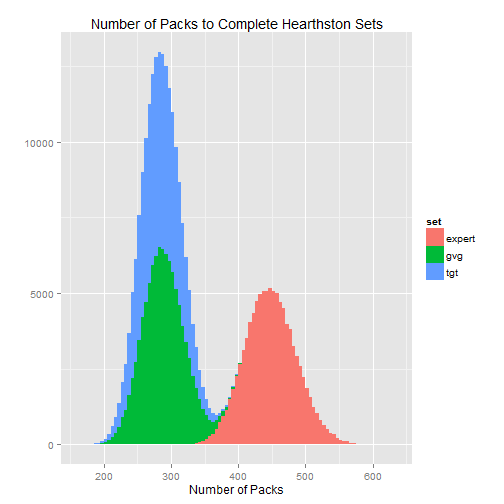 Number of Packs to Complete Hearthston Sets
10000
5000
0
200 300 400 500 600
Number of Packs
set
expert
gvg
tgt